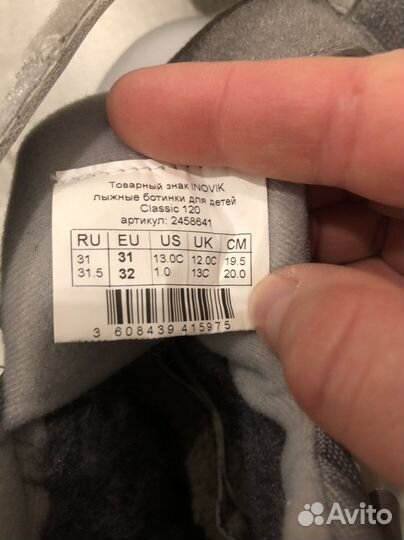 Товарный знак INOVIK
лыжные ботинки для детей
Classic 120
артикул: 2458641
RU EU US UK CM
31 31 13.0C 12.0C 19.5
31.5 32 1.0 13C 20.0
3 608439 415975
Avito